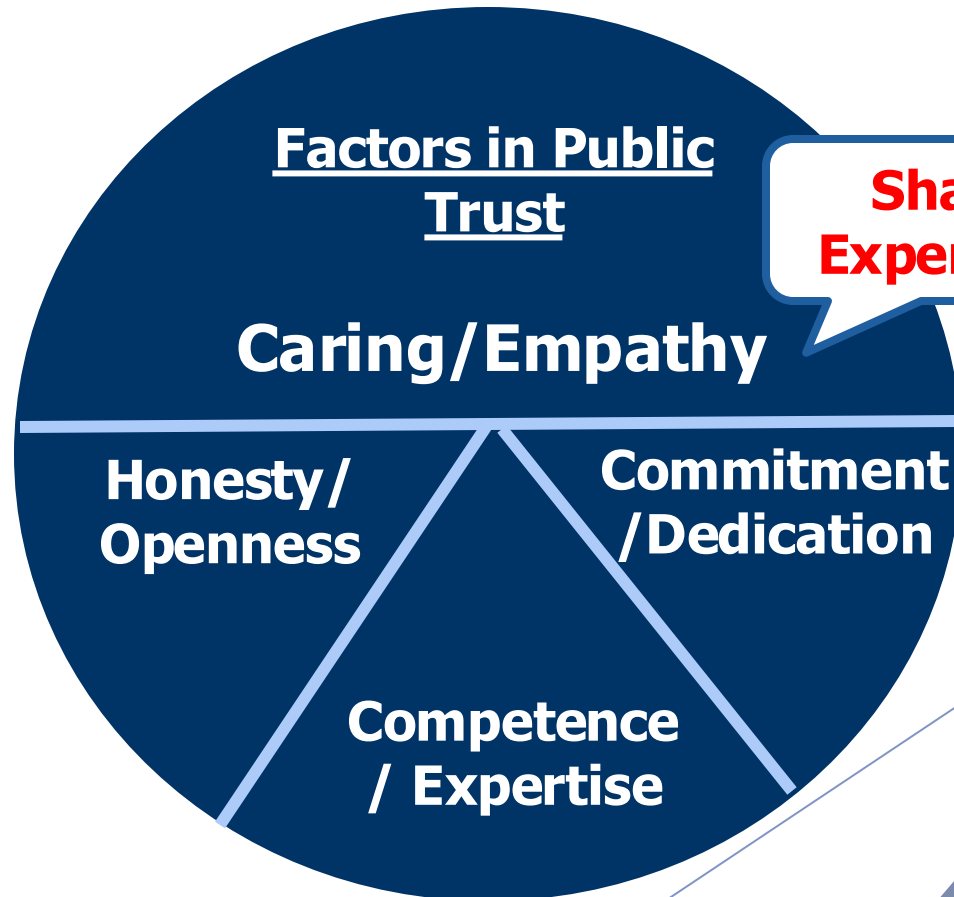 Factors in Public
Trust
Caring/Empathy
Honesty/
Openness
Commitment
/Dedication
Competence
/ Expertise